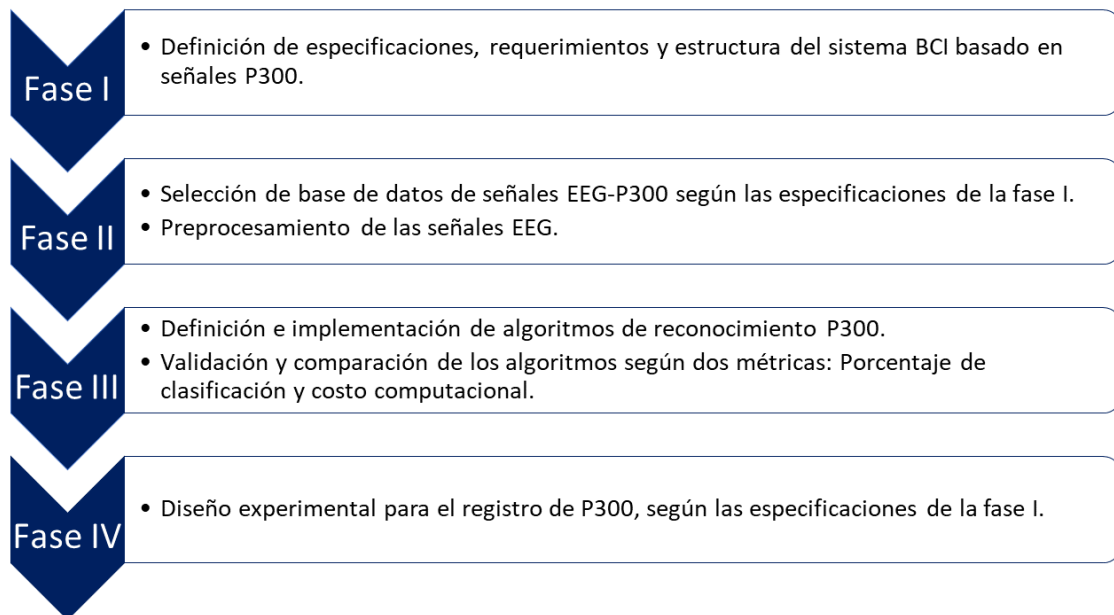 Fase I
• Definición de especificaciones, requerimientos y estructura del sistema BCI basado en
señales P300.
Fase II
• Selección de base de datos de señales EEG-P300 según las especificaciones de la fase I.
• Preprocesamiento de las señales EEG.
Fase III
• Definición e implementación de algoritmos de reconocimiento P300.
• Validación y comparación de los algoritmos según dos métricas: Porcentaje de
clasificación y costo computacional.
Fase IV
• Diseño experimental para el registro de P300, según las especificaciones de la fase I.